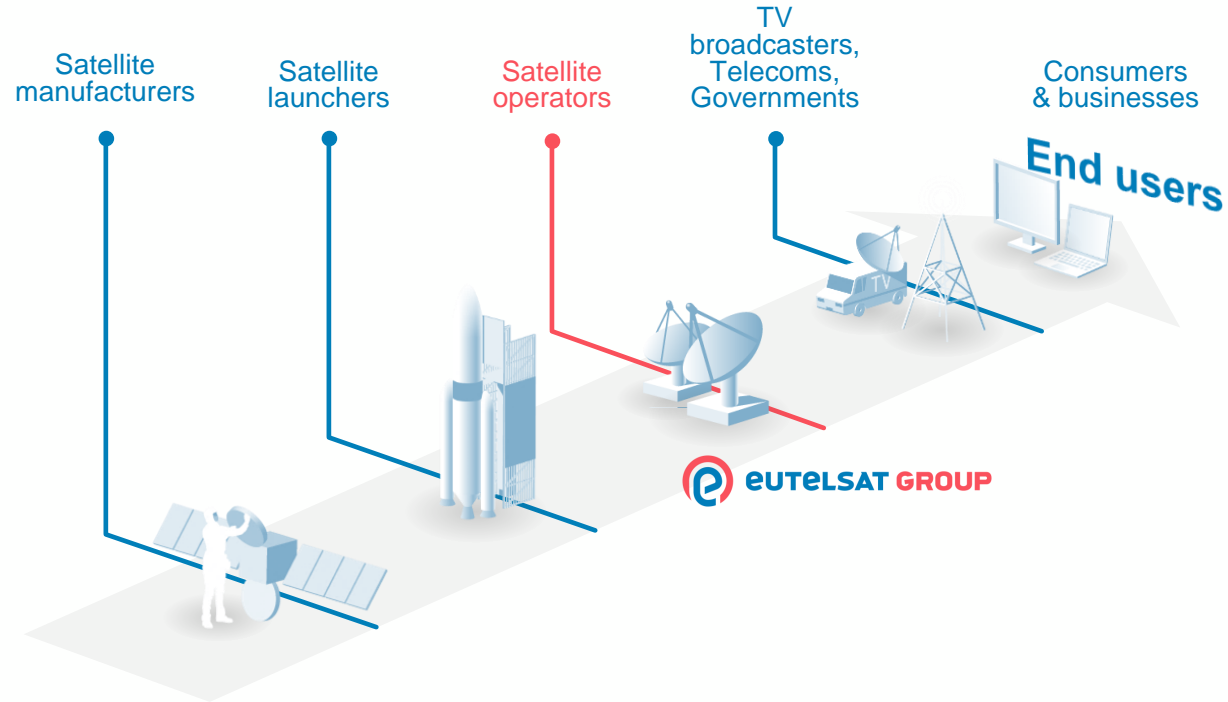 Satellite
manufacturers
Satellite
launchers
Satellite
operators
TV
broadcasters,
Telecoms,
Governments
Consumers
& businesses
End users
TV
eutelsat GROUP